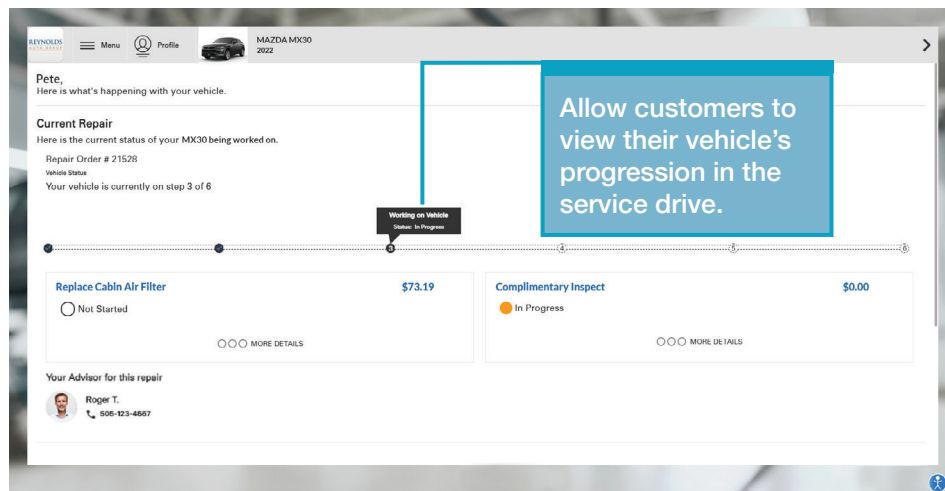 REYNOLDS
AUTO GROUP
Menu
Profile
MAZDA MX30
2022
Pete,
Here is what's happening with your vehicle.
Current Repair
Here is the current status of your MX30 being worked on.
Repair Order # 21528
Vehicle Status
Your vehicle is currently on step 3 of 6
Allow customers to
view their vehicle's
progression in the
service drive.
Working on Vehicle
Status: In Progress
3
4
5
6
Replace Cabin Air Filter $73.19
Not Started
MORE DETAILS
Complimentary Inspect $0.00
In Progress
MORE DETAILS
Your Advisor for this repair
Roger T.
505-123-4567